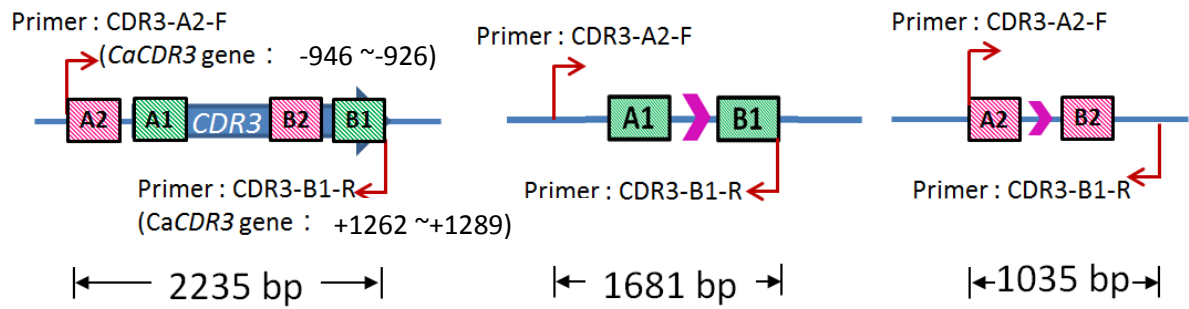 Primer : CDR3-A2-F
(CaCDR3 gene : -946 ~-926)
A2 A1 CDR3 B2 B1
Primer : CDR3-B1-R
(CaCDR3 gene : +1262 ~+1289)
2235 bp
Primer : CDR3-A2-F
A1 B1
Primer : CDR3-B1-R
1681 bp
Primer : CDR3-A2-F
A2 B2
Primer : CDR3-B1-R
1035 bp